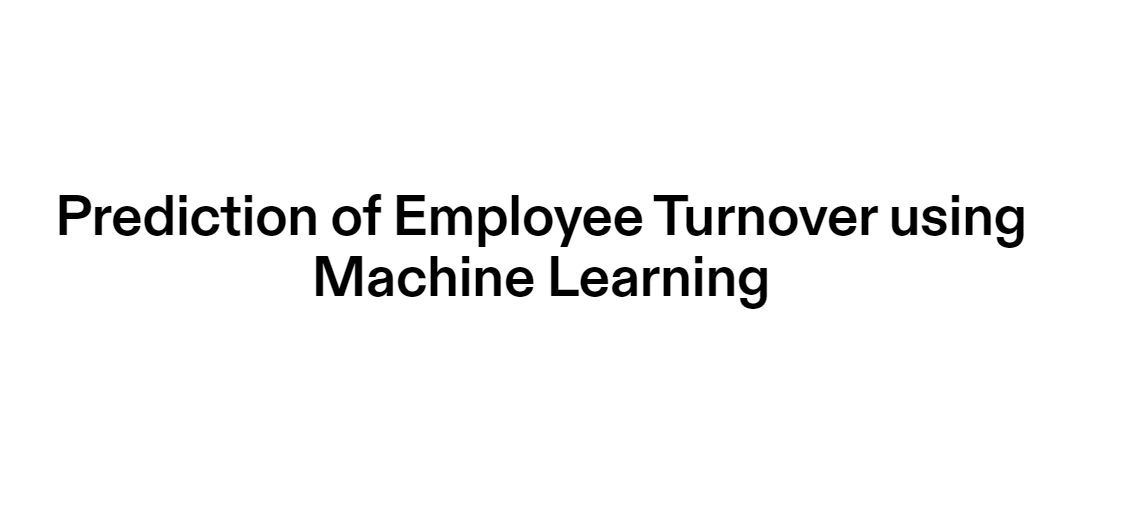 Prediction of Employee Turnover using
Machine Learning